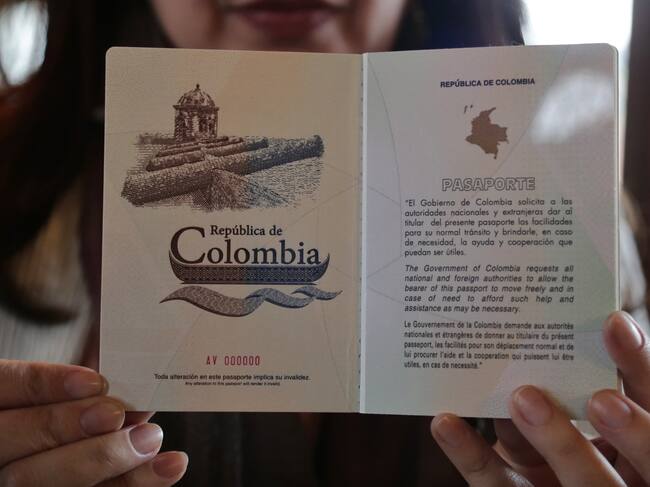 República de
Colombia
AV 000000
Toda alteración en este pasaporte implica su invalidez.
Any alteration to this passport will render it invalid.
REPÚBLICA DE COLOMBIA
PASAPORTE
"El Gobierno de Colombia solicita a las
autoridades nacionales y extranjeras dar al
titular del presente pasaporte las facilidades
para su normal tránsito y brindarle, en caso
de necesidad, la ayuda y cooperación que
puedan ser útiles.
The Government of Colombia requests all
national and foreign authorities to allow the
bearer of this passport to move freely and in
case of need to afford such help and
assistance as may be necessary.
Le Gouvernement de la Colombie demande aux autorités
nationales et étrangères de donner au titulaire du présent
passeport, les facilités pour son déplacement normal et de
lui procurer l'aide et la cooperation qui puissent lui être
utiles, en cas de necessité."